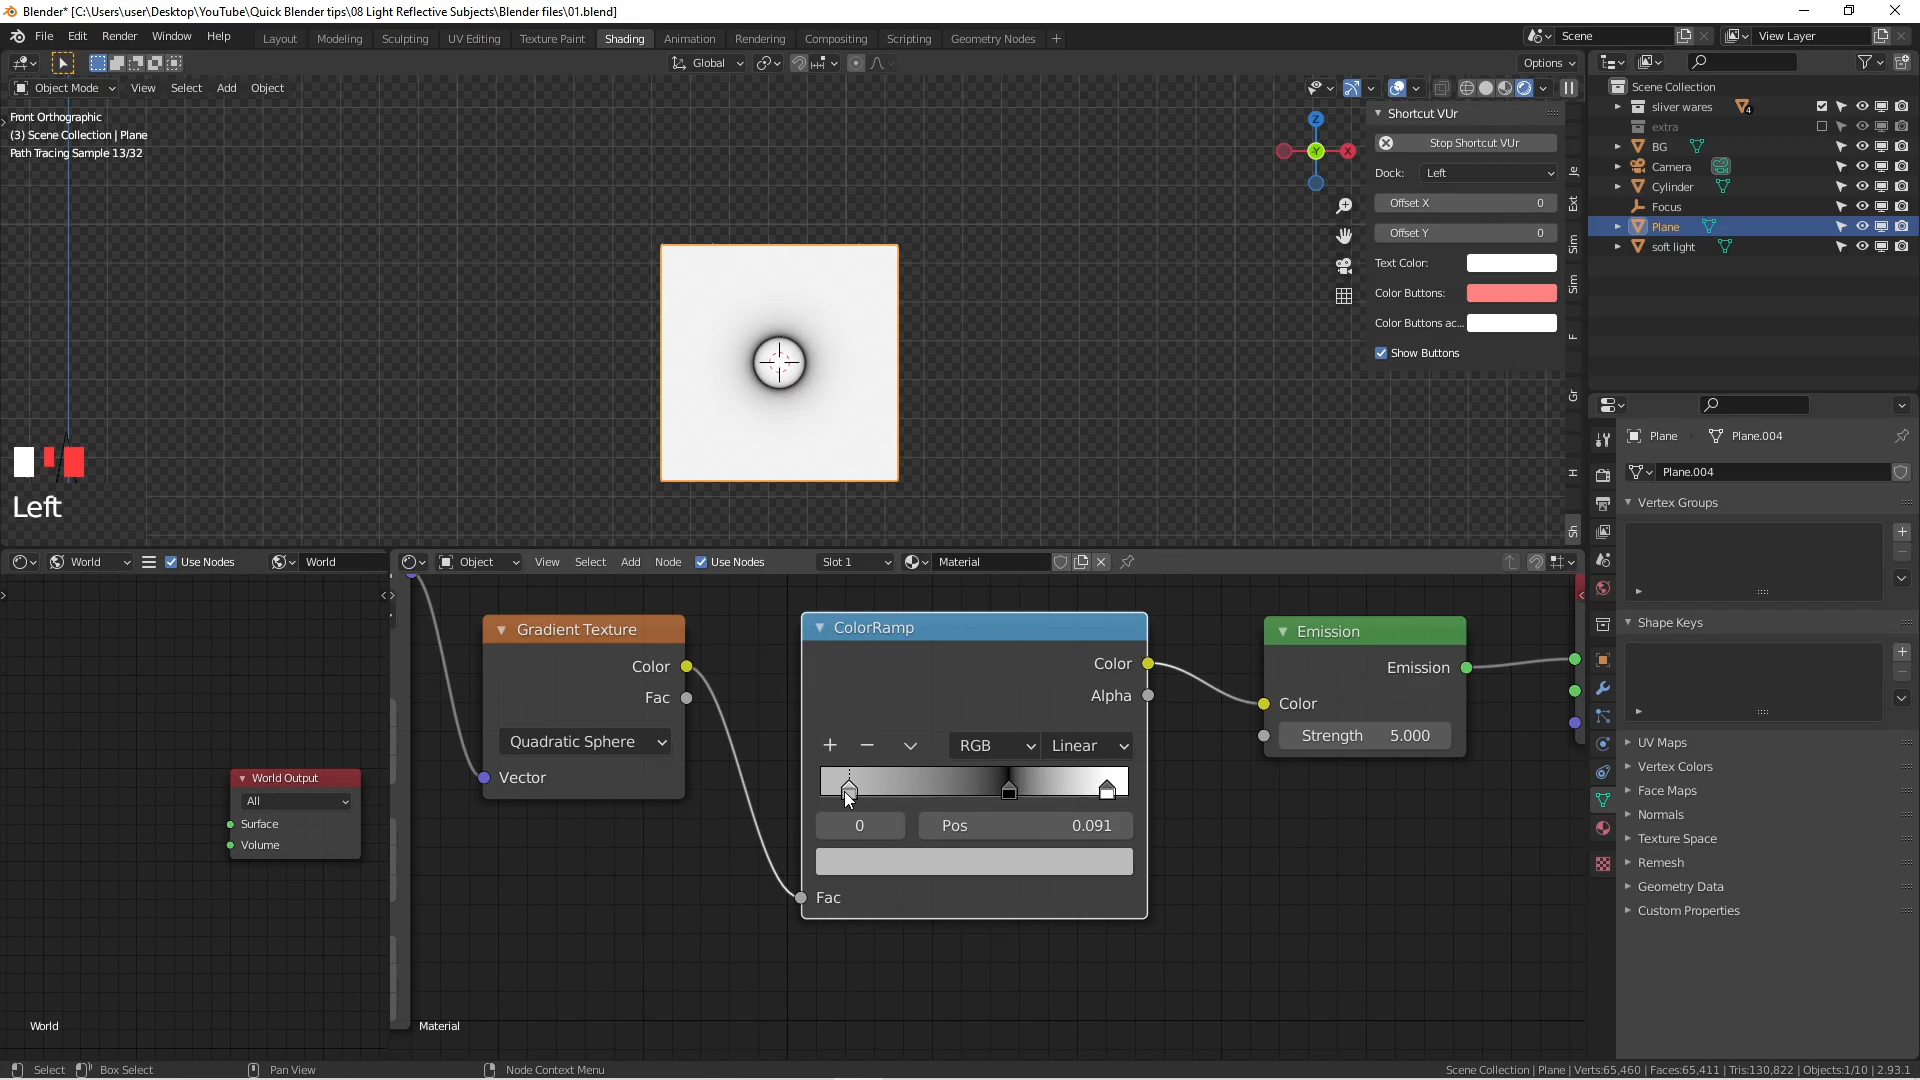 Blender* [C:\Users\user\Desktop\YouTube\Quick Blender tips\08 Light Reflective Subjects\Blender files\01.blend]
File Edit Render Window Help
Layout Modeling Sculpting UV Editing Texture Paint Shading Animation Rendering Compositing Scripting Geometry Nodes +
Scene
View Layer
Global
Options
Object Mode View Select Add Object
Front Orthographic
(3) Scene Collection | Plane
Path Tracing Sample 13/32
Z
X
-Y
Shortcut VUr
Stop Shortcut VUr
Dock: Left
Offset X 0
Offset Y 0
Text Color:
Color Buttons:
Color Buttons ac...
Show Buttons
Je
Ext
Sim
Sim
F
Gr
H
Sh
Left
Scene Collection
sliver wares 4
extra
BG
Camera
Cylinder
Focus
Plane
soft light
Plane Plane.004
Plane.004
Vertex Groups
Shape Keys
UV Maps
Vertex Colors
Face Maps
Normals
Texture Space
Remesh
Geometry Data
Custom Properties
World Use Nodes World
World Output
All
Surface
Volume
World
Object View Select Add Node Use Nodes Slot 1 Material
Gradient Texture
Color
Fac
Quadratic Sphere
Vector
ColorRamp
Color
Alpha
RGB Linear
0 Pos 0.091
Fac
Emission
Emission
Color
Strength 5.000
Material
Select Box Select Pan View Node Context Menu
Scene Collection | Plane | Verts:65,460 | Faces:65,411 | Tris:130,822 | Objects:1/10 | 2.93.1